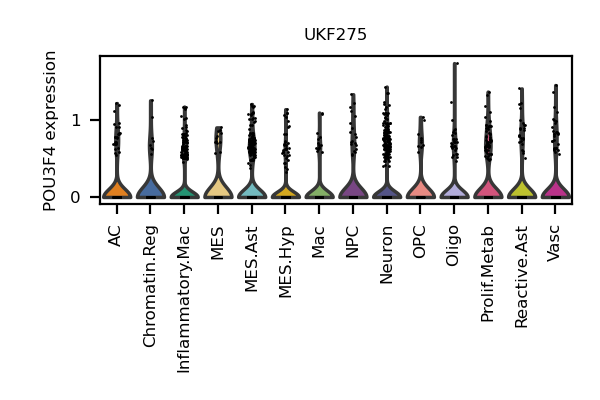 UKF275
POU3F4 expression
1
0
AC
Chromatin.Reg
Inflammatory.Mac
MES
MES.Ast
MES.Hyp
Mac
NPC
Neuron
OPC
Oligo
Prolif.Metab
Reactive.Ast
Vasc